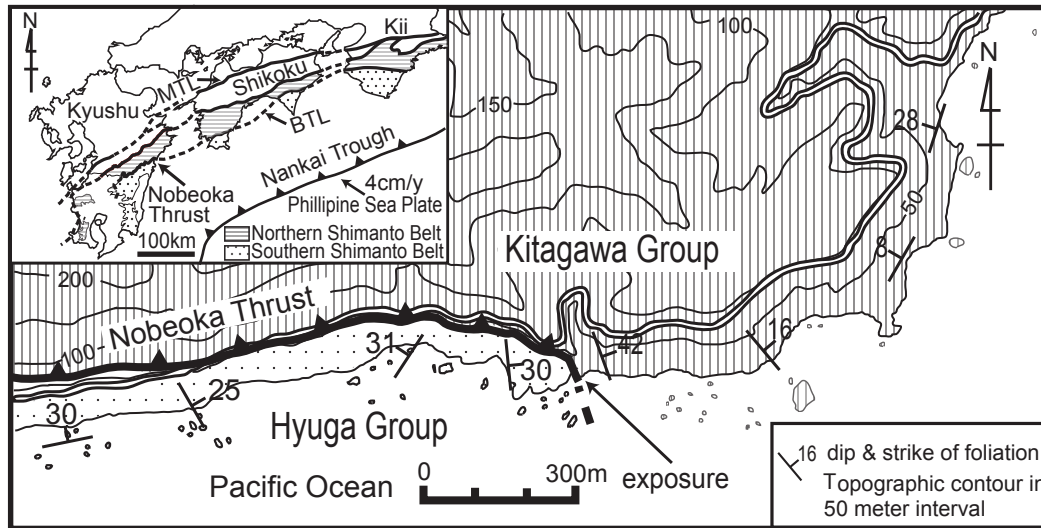 N
Kii
MTL
Shikoku
Kyushu
BTL
Nankai Trough
4cm/y
Phillipine Sea Plate
Nobeoka
Thrust
100km
Northern Shimanto Belt
Southern Shimanto Belt
100
150
N
28
50
8
Kitagawa Group
200
Nobeoka Thrust
100
31
42
16
30
25
30
Hyuga Group
exposure
Pacific Ocean
0 300m
16 dip & strike of foliation
Topographic contour in
50 meter interval